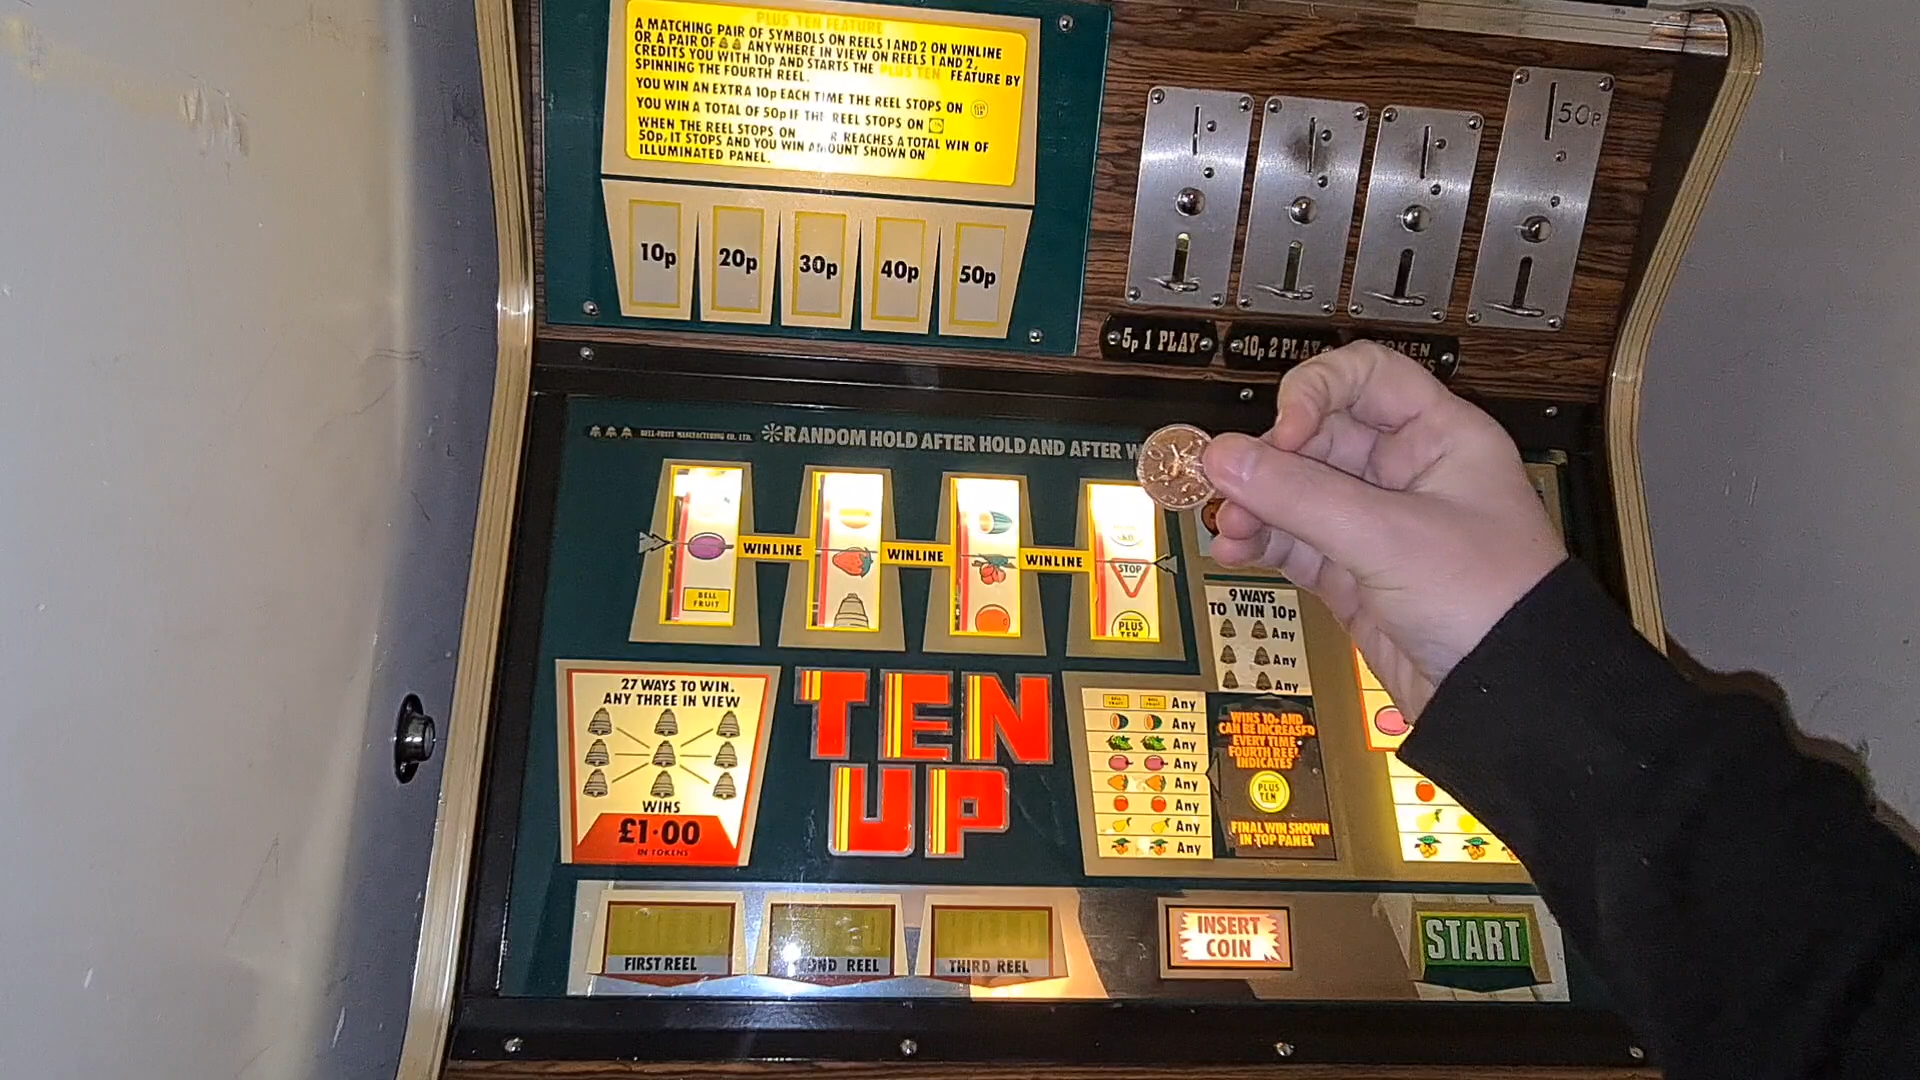 PLUS TEN FEATURE
A MATCHING PAIR OF SYMBOLS ON REELS 1 AND 2 ON WINLINE
OR A PAIR OF ANYWHERE IN VIEW ON REELS 1 AND 2,
CREDITS YOU WITH 10p AND STARTS THE PLUS TEN FEATURE BY
SPINNING THE FOURTH REEL.
YOU WIN AN EXTRA 10p EACH TIME THE REEL STOPS ON
YOU WIN A TOTAL OF 50p IF THE REEL STOPS ON
WHEN THE REEL STOPS ON R REACHES A TOTAL WIN OF
50p, IT STOPS AND YOU WIN AMOUNT SHOWN ON
ILLUMINATED PANEL.
10p
20p
30p
40p
50p
50p
5p 1 PLAY
10p 2 PLAY
BELL-FRUIT MANUFACTURING CO. LTD.
RANDOM HOLD AFTER HOLD AND AFTER W
WINLINE
WINLINE
WINLINE
BELL
FRUIT
STOP
PLUS
TEN
9 WAYS
TO WIN 10p
Any
Any
Any
27 WAYS TO WIN.
ANY THREE IN VIEW
WINS
£1·00
IN TOKENS
TEN
UP
Any
Any
Any
Any
Any
Any
Any
Any
WINS 10p AND
CAN BE INCREASED
EVERY TIME
FOURTH REEL
INDICATES
PLUS
TEN
FINAL WIN SHOWN
IN TOP PANEL
FIRST REEL
OND REEL
THIRD REEL
INSERT
COIN
START